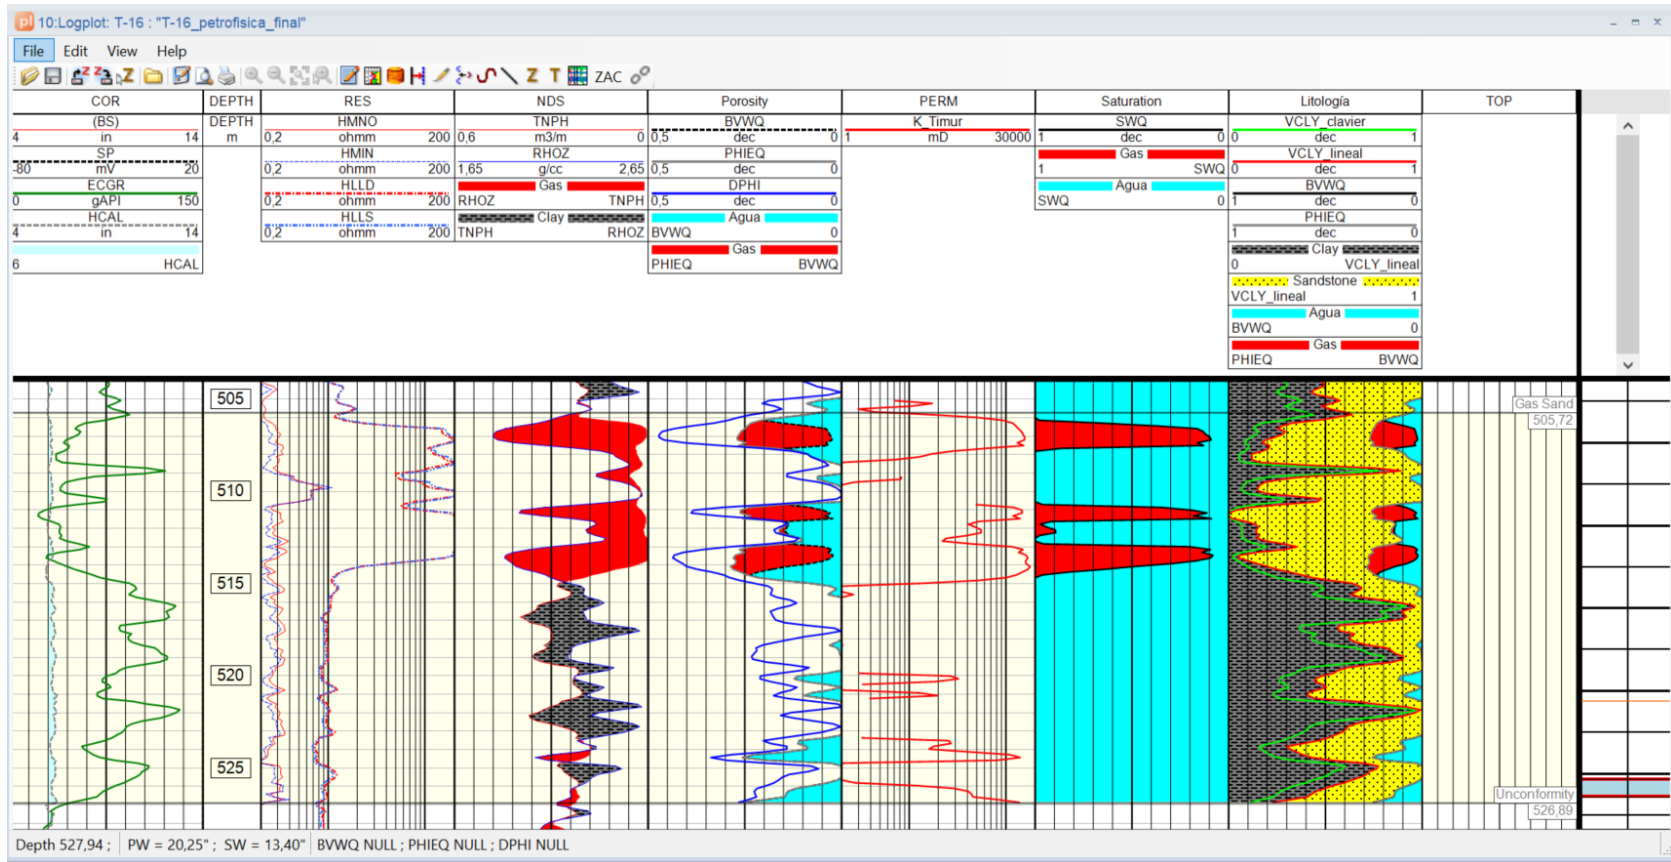 10:Logplot: T-16 : "T-16_petrofisica_final"
File Edit View Help
Z T ZAC
COR DEPTH RES NDS Porosity PERM Saturation Litología TOP
(BS) DEPTH HMNO TNPH BVWQ K_Timur SWQ VCLY_clavier
4 in 14 m 0,2 ohmm 200 0,6 m3/m 0 0,5 dec 0 1 mD 30000 1 dec 0 0 dec 1
SP HMIN RHOZ PHIEQ Gas VCLY_lineal
-80 mV 20 0,2 ohmm 200 1,65 g/cc 2,65 0,5 dec 0 1 SWQ 0 dec 1
ECGR HLLD Gas DPHI Agua BVWQ
0 gAPI 150 0,2 ohmm 200 RHOZ TNPH 0,5 dec 0 SWQ 0 1 dec 0
HCAL HLLS Clay Agua PHIEQ
4 in 14 0,2 ohmm 200 TNPH RHOZ BVWQ 0 1 dec 0
Gas Clay
6 HCAL PHIEQ BVWQ 0 VCLY_lineal
Sandstone
VCLY_lineal 1
Agua
BVWQ 0
Gas
PHIEQ BVWQ
505
Gas Sand
505,72
510
515
520
525
Unconformity
526,89
Depth 527,94 ; PW = 20,25" ; SW = 13,40" BVWQ NULL ; PHIEQ NULL ; DPHI NULL